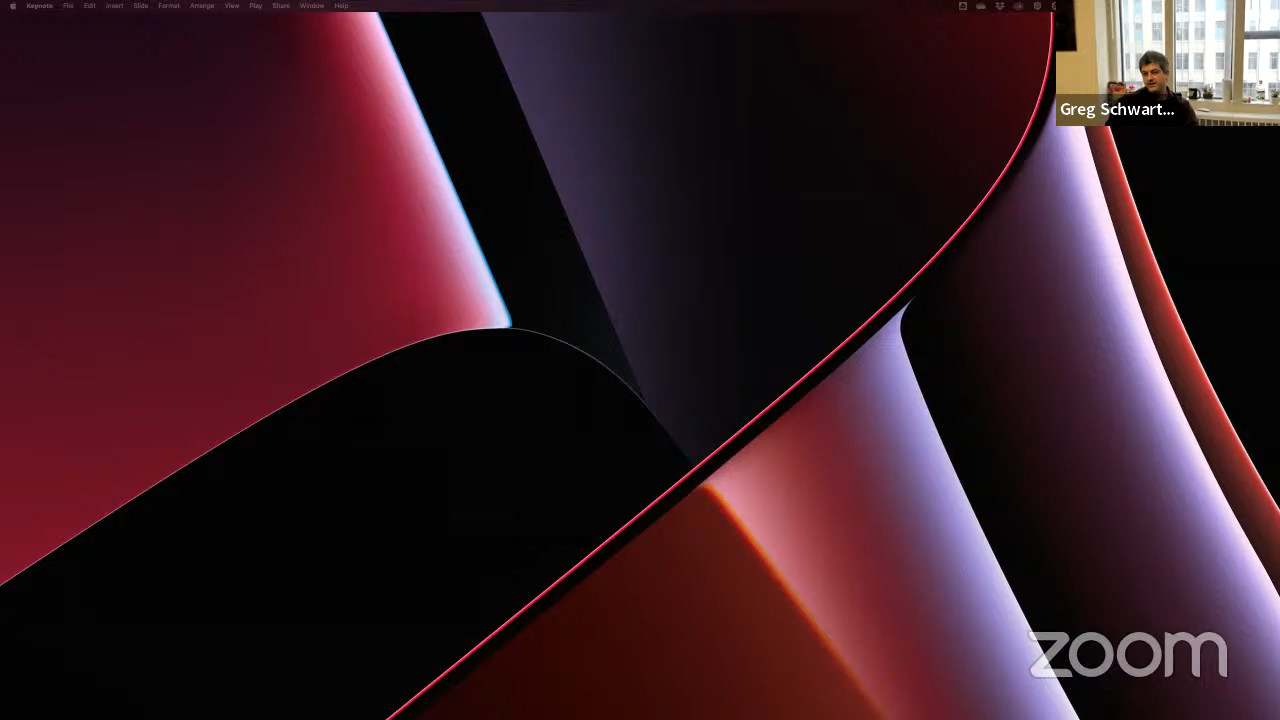 Keynote File Edit Insert Slide Format Arrange View Play Share Window Help
Greg Schwart...
zoom